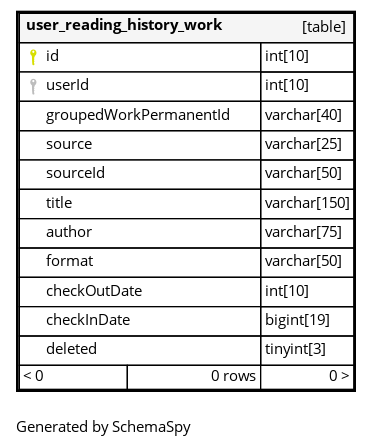 user_reading_history_work [table]
id int[10]
userId int[10]
groupedWorkPermanentId varchar[40]
source varchar[25]
sourceId varchar[50]
title varchar[150]
author varchar[75]
format varchar[50]
checkOutDate int[10]
checkInDate bigint[19]
deleted tinyint[3]
< 0 0 rows 0 >
Generated by SchemaSpy